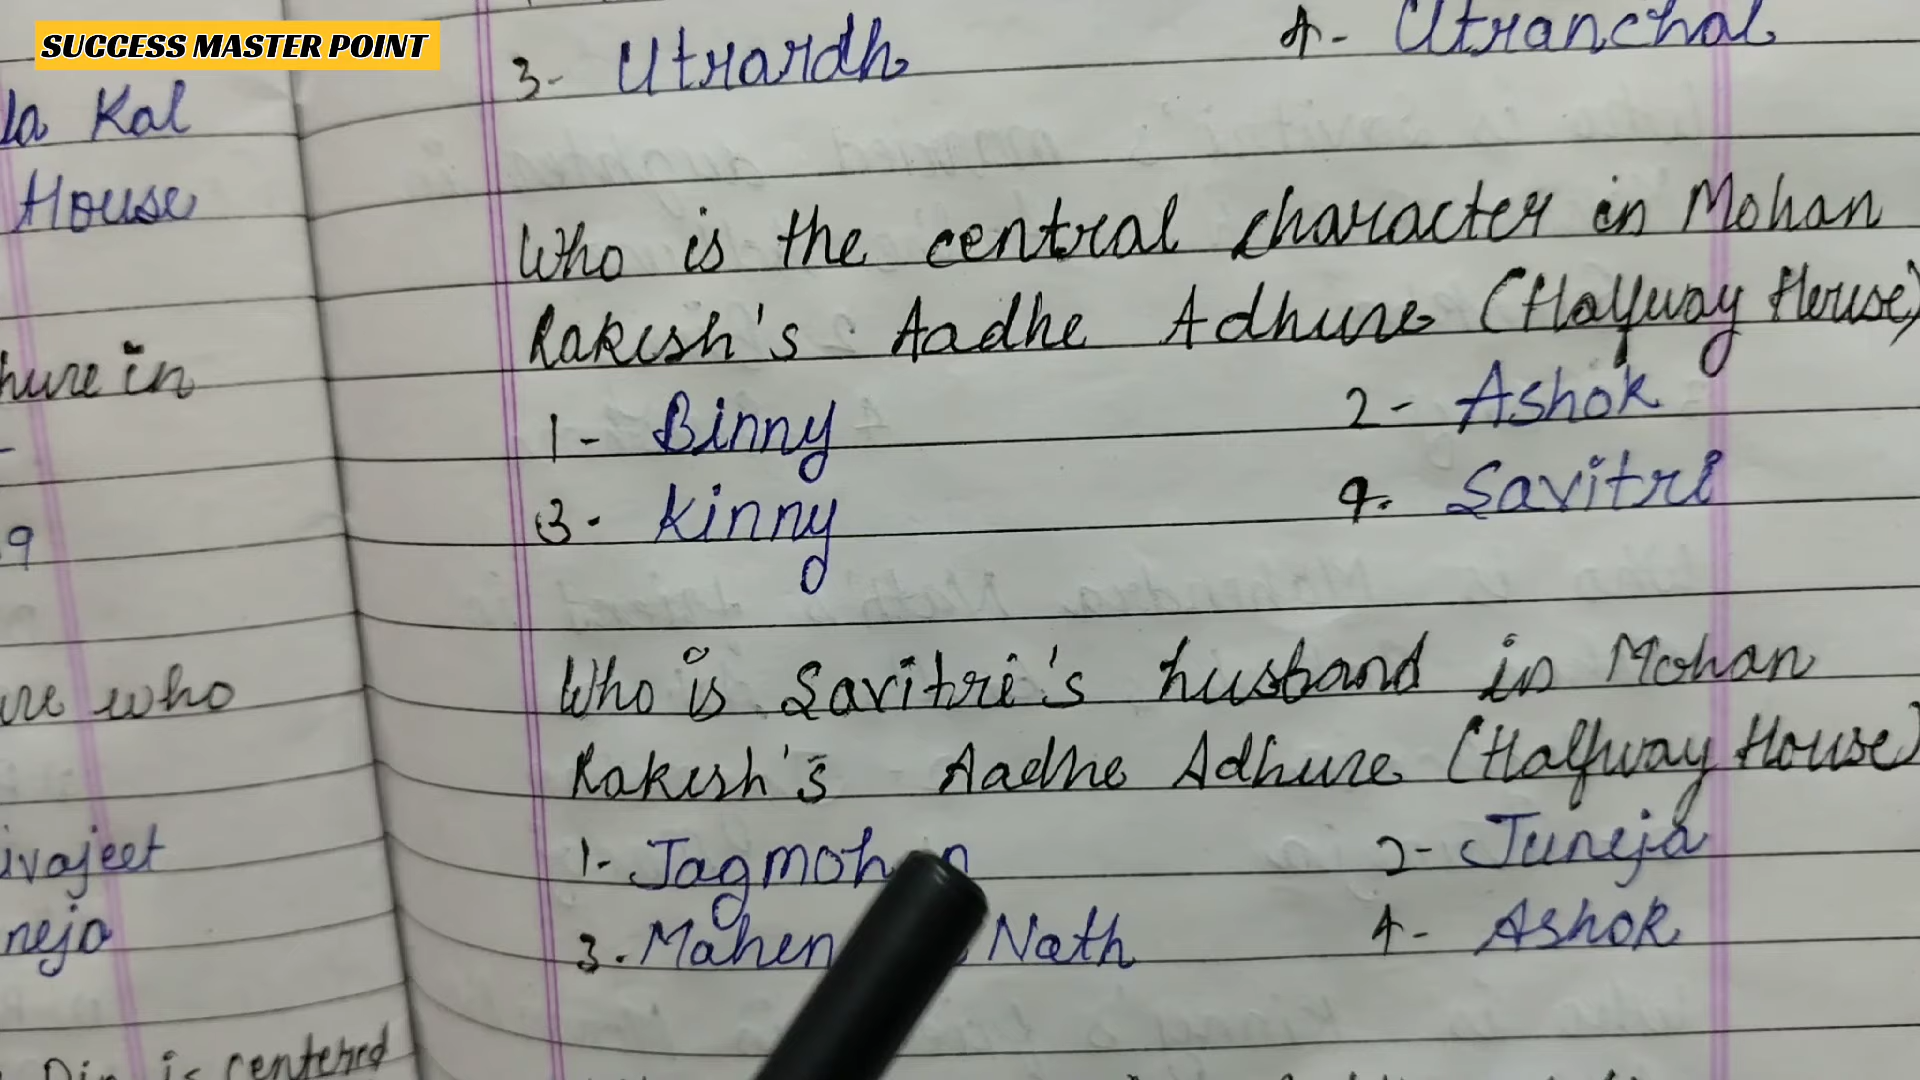 SUCCESS MASTER POINT
la Kal
House
hure in
9
ure who
ivajeet
neja
is centered
3- Utrardh
4- Utranchal
Who is the central character in Mohan
Rakesh's Aadhe Adhure (Halfway House)
1- Binny
2- Ashok
3- Kinny
4. Savitri
Who is Savitri's husband in Mohan
Rakesh's Aadhe Adhure (Halfway House)
1- Jagmohan
2- Juneja
3. Mahen Nath
4- Ashok